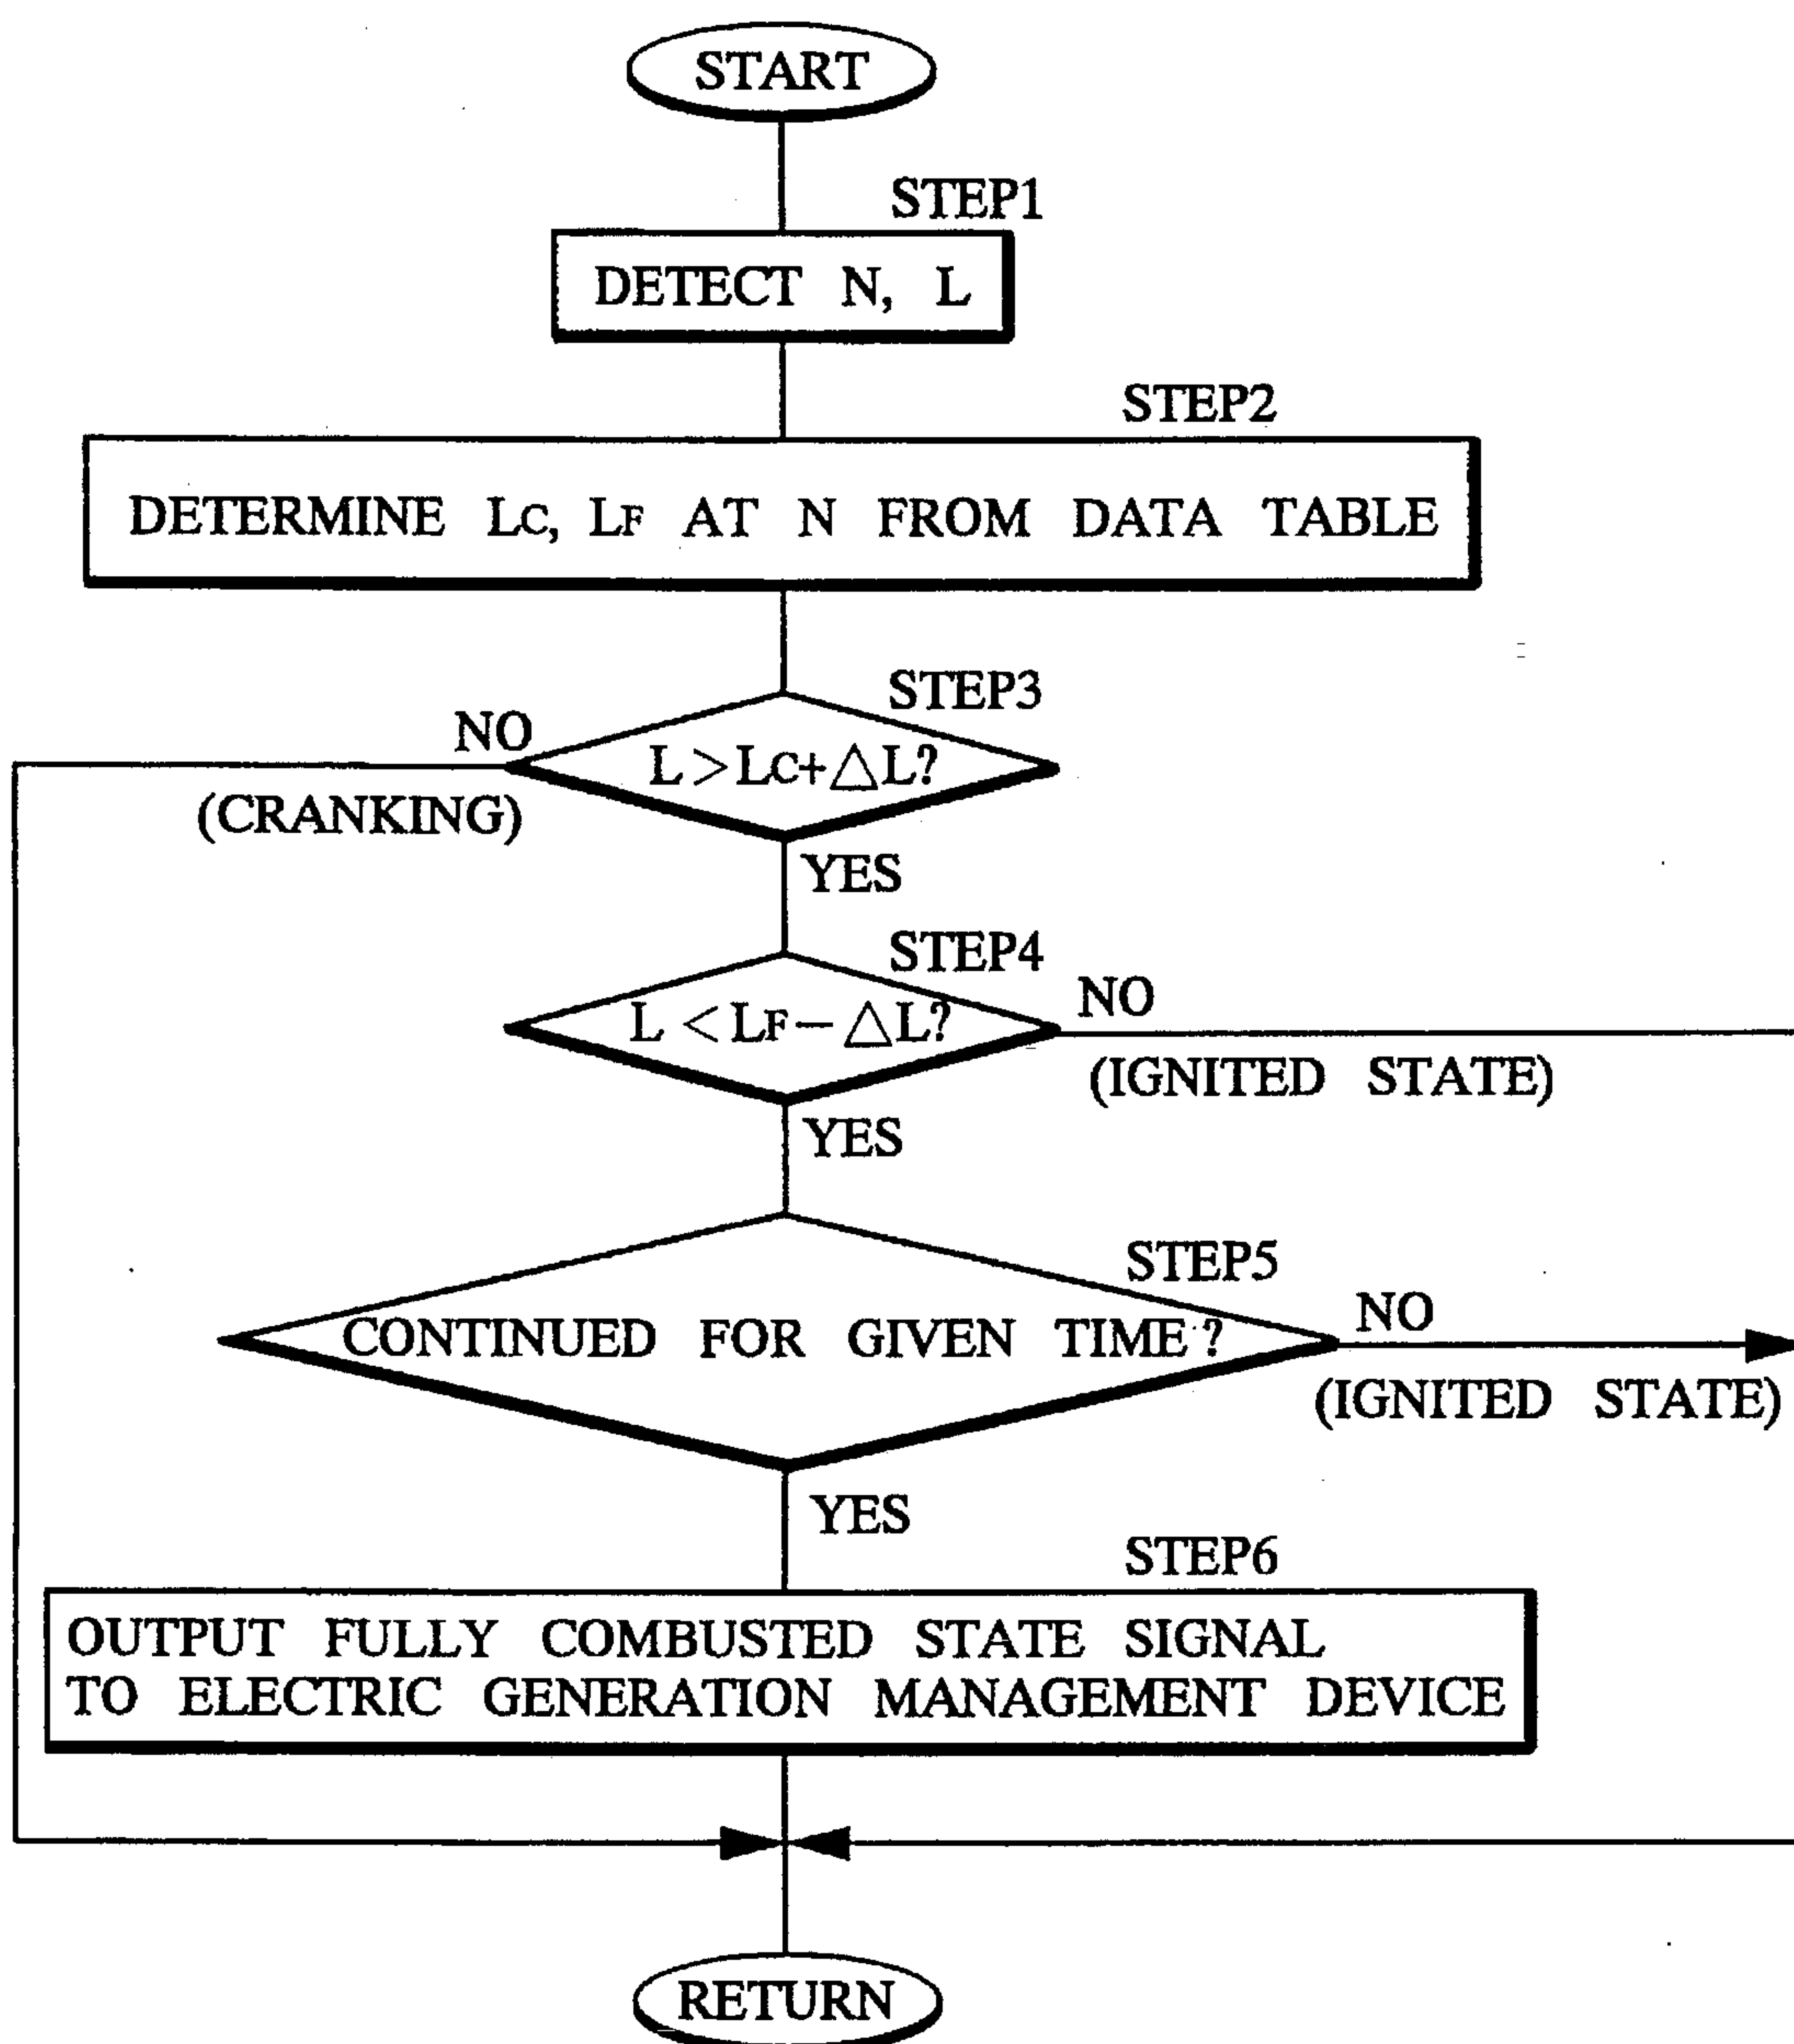 START
STEP1
DETECT N, L
STEP2
DETERMINE LC, LF AT N FROM DATA TABLE
STEP3
NO
L >LC+△L?
(CRANKING)
YES
STEP4
NO
L <LF− △L?
(IGNITED STATE)
YES
STEP5
NO
CONTINUED FOR GIVEN TIME ?
(IGNITED STATE)
YES
STEP6
OUTPUT FULLY COMBUSTED STATE SIGNAL
TO ELECTRIC GENERATION MANAGEMENT DEVICE
RETURN